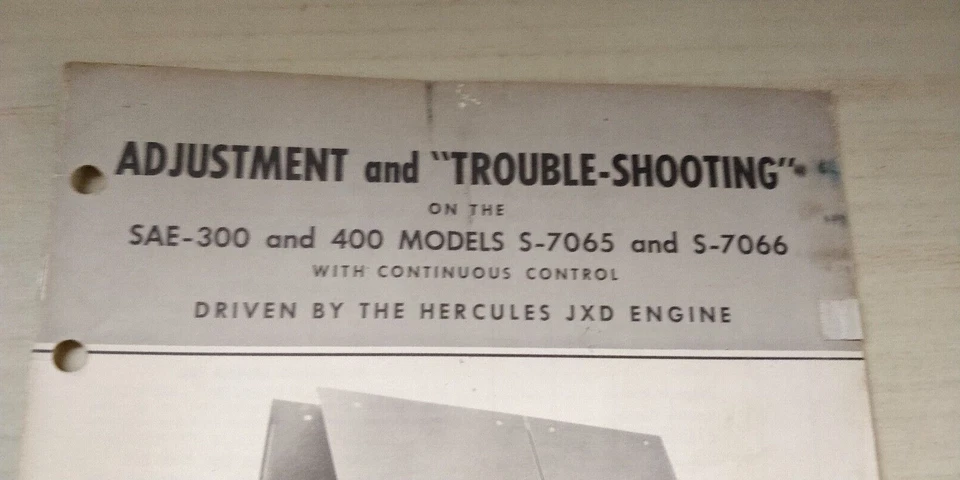 ADJUSTMENT and "TROUBLE-SHOOTING"
ON THE
SAE-300 and 400 MODELS S-7065 and S-7066
WITH CONTINUOUS CONTROL
DRIVEN BY THE HERCULES JXD ENGINE